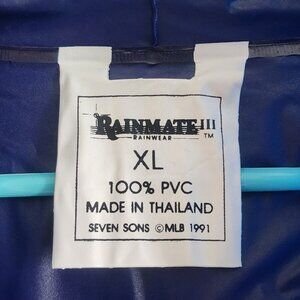 RAINMATE III
RAINWEAR TM
XL
100% PVC
MADE IN THAILAND
SEVEN SONS ©MLB 1991